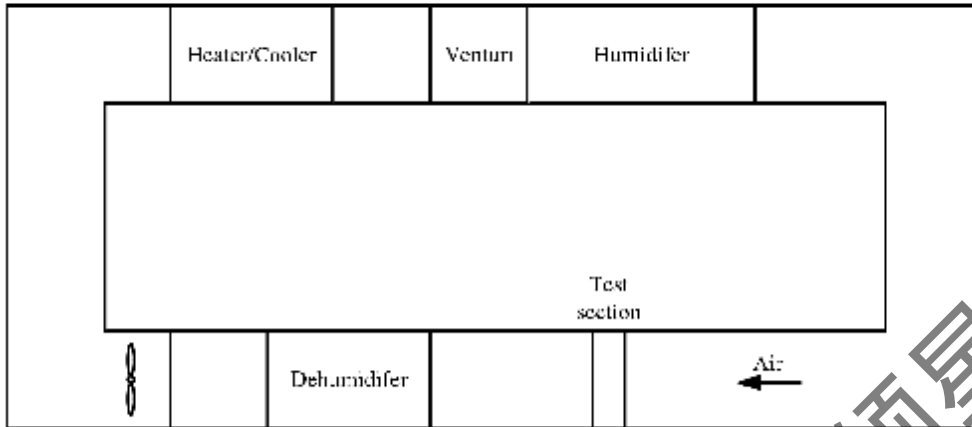 Heater/Cooler
Venturi
Humidifer
Test
section
Dehumidifer
Air